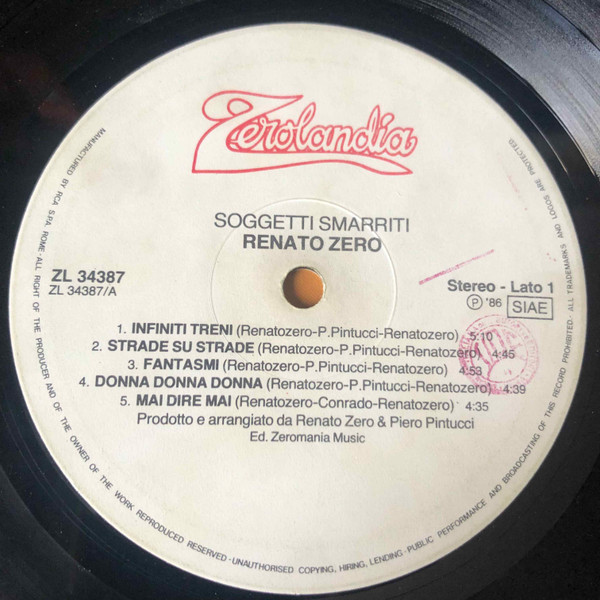 Zerolandia
SOGGETTI SMARRITI
RENATO ZERO
ZL 34387
ZL 34387/A
Stereo - Lato 1
Ⓟ '86 SIAE
1. INFINITI TRENI (Renatozero-P.Pintucci-Renatozero) 5:10
2. STRADE SU STRADE (Renatozero-P.Pintucci-Renatozero) 4:45
3. FANTASMI (Renatozero-P.Pintucci-Renatozero) 4:53
4. DONNA DONNA DONNA (Renatozero-P.Pintucci-Renatozero) 4:39
5. MAI DIRE MAI (Renatozero-Conrado-Renatozero) 4:35
Prodotto e arrangiato da Renato Zero & Piero Pintucci
Ed. Zeromania Music
MANUFACTURED BY RCA S.P.A. ROME-ALL RIGHT OF THE PRODUCER AND OF THE OWNER OF THE WORK REPRODUCED RESERVED-UNAUTHORISED COPYING, HIRING, LENDING-PUBLIC PERFORMANCE AND BROADCASTING OF THIS RECORD PROHIBITED. ALL TRADEMARKS AND LOGOS ARE PROTECTED